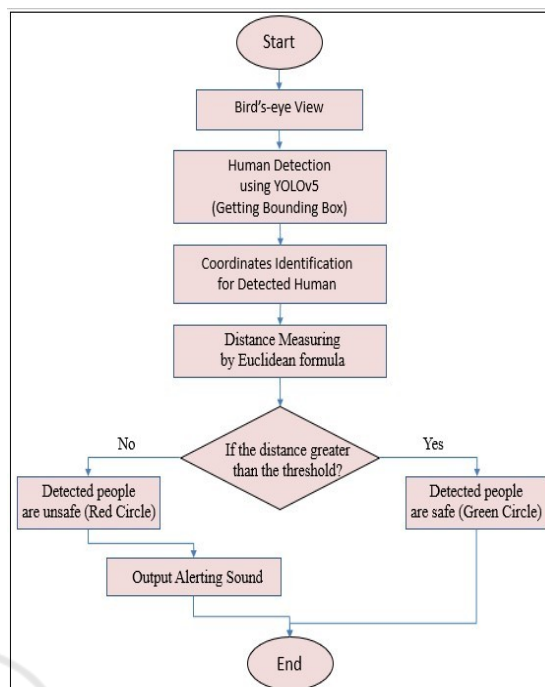 Start
Bird's-eye View
Human Detection
using YOLOv5
(Getting Bounding Box)
Coordinates Identification
for Detected Human
Distance Measuring
by Euclidean formula
If the distance greater
than the threshold?
No
Yes
Detected people
are unsafe (Red Circle)
Detected people
are safe (Green Circle)
Output Alerting Sound
End